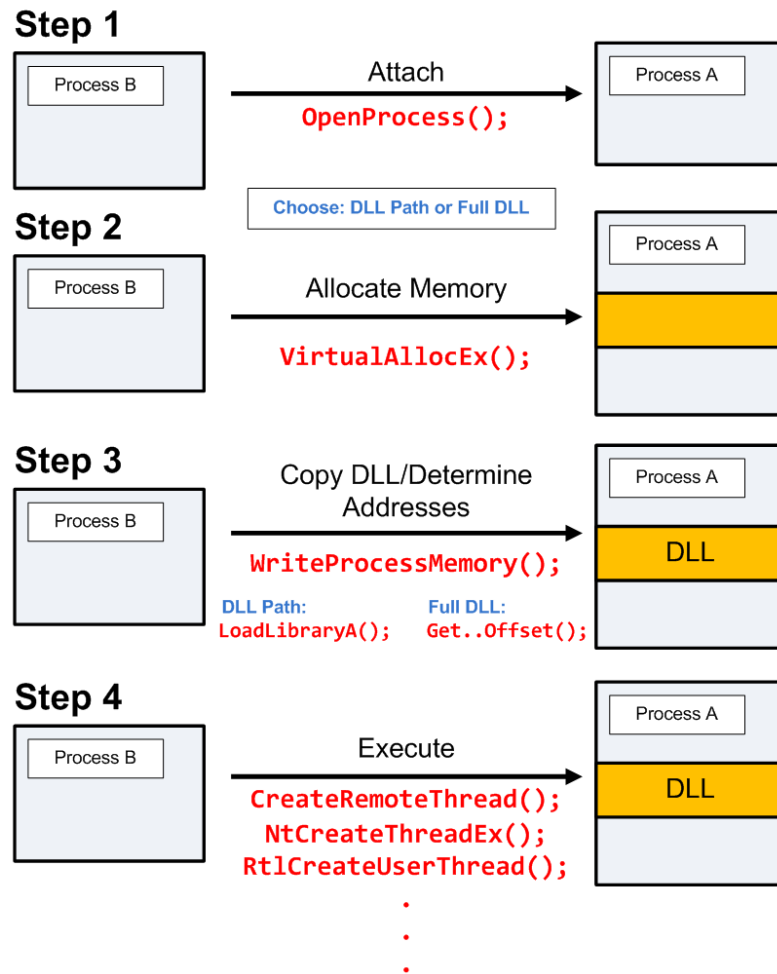 Step 1
Process B
Attach
OpenProcess();
Process A
Choose: DLL Path or Full DLL
Step 2
Process B
Allocate Memory
VirtualAllocEx();
Process A
Step 3
Process B
Copy DLL/Determine
Addresses
WriteProcessMemory();
DLL Path:
LoadLibraryA();
Full DLL:
Get..Offset();
Process A
DLL
Step 4
Process B
Execute
CreateRemoteThread();
NtCreateThreadEx();
RtlCreateUserThread();
.
.
.
Process A
DLL